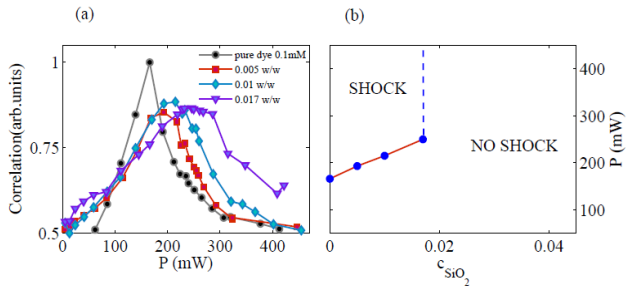 (a)
(b)
Correlation(arb.units)
1
0.75
0.5
0
100
200
300
400
P (mW)
pure dye 0.1mM
0.005 w/w
0.01 w/w
0.017 w/w
SHOCK
NO SHOCK
400
300
200
100
P (mW)
0
0.02
0.04
c_SiO₂